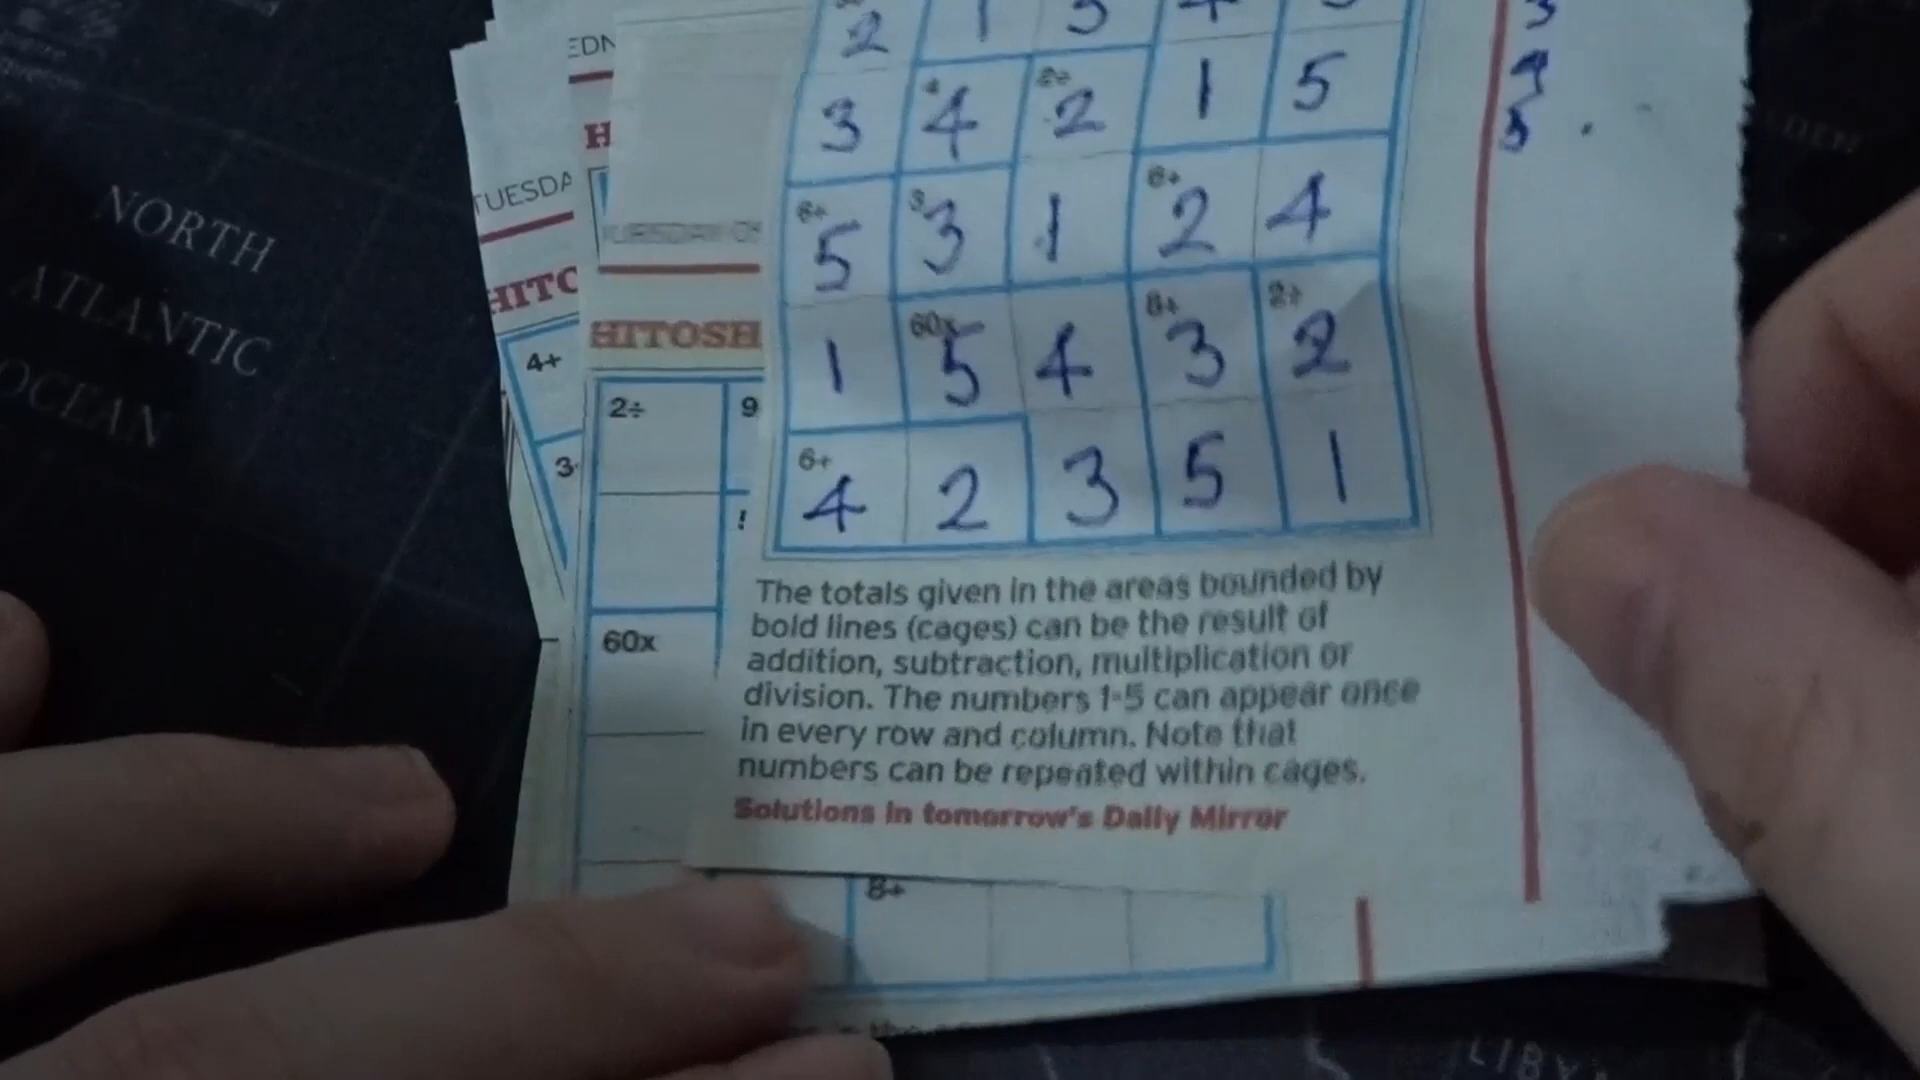 2 1
3 4 2÷ 2 1 5
6+ 5 3 3 1 6+ 2 4
1 60x 5 4 8+ 3 2÷ 2
6+ 4 2 3 5 1
The totals given in the areas bounded by
bold lines (cages) can be the result of
addition, subtraction, multiplication or
division. The numbers 1-5 can appear once
in every row and column. Note that
numbers can be repeated within cages.
Solutions in tomorrow's Daily Mirror
3
4
5
EDN
H
TUESDA
HITO
4+
3
HITOSH
2÷
9
60x
8+
NORTH
ATLANTIC
OCEAN